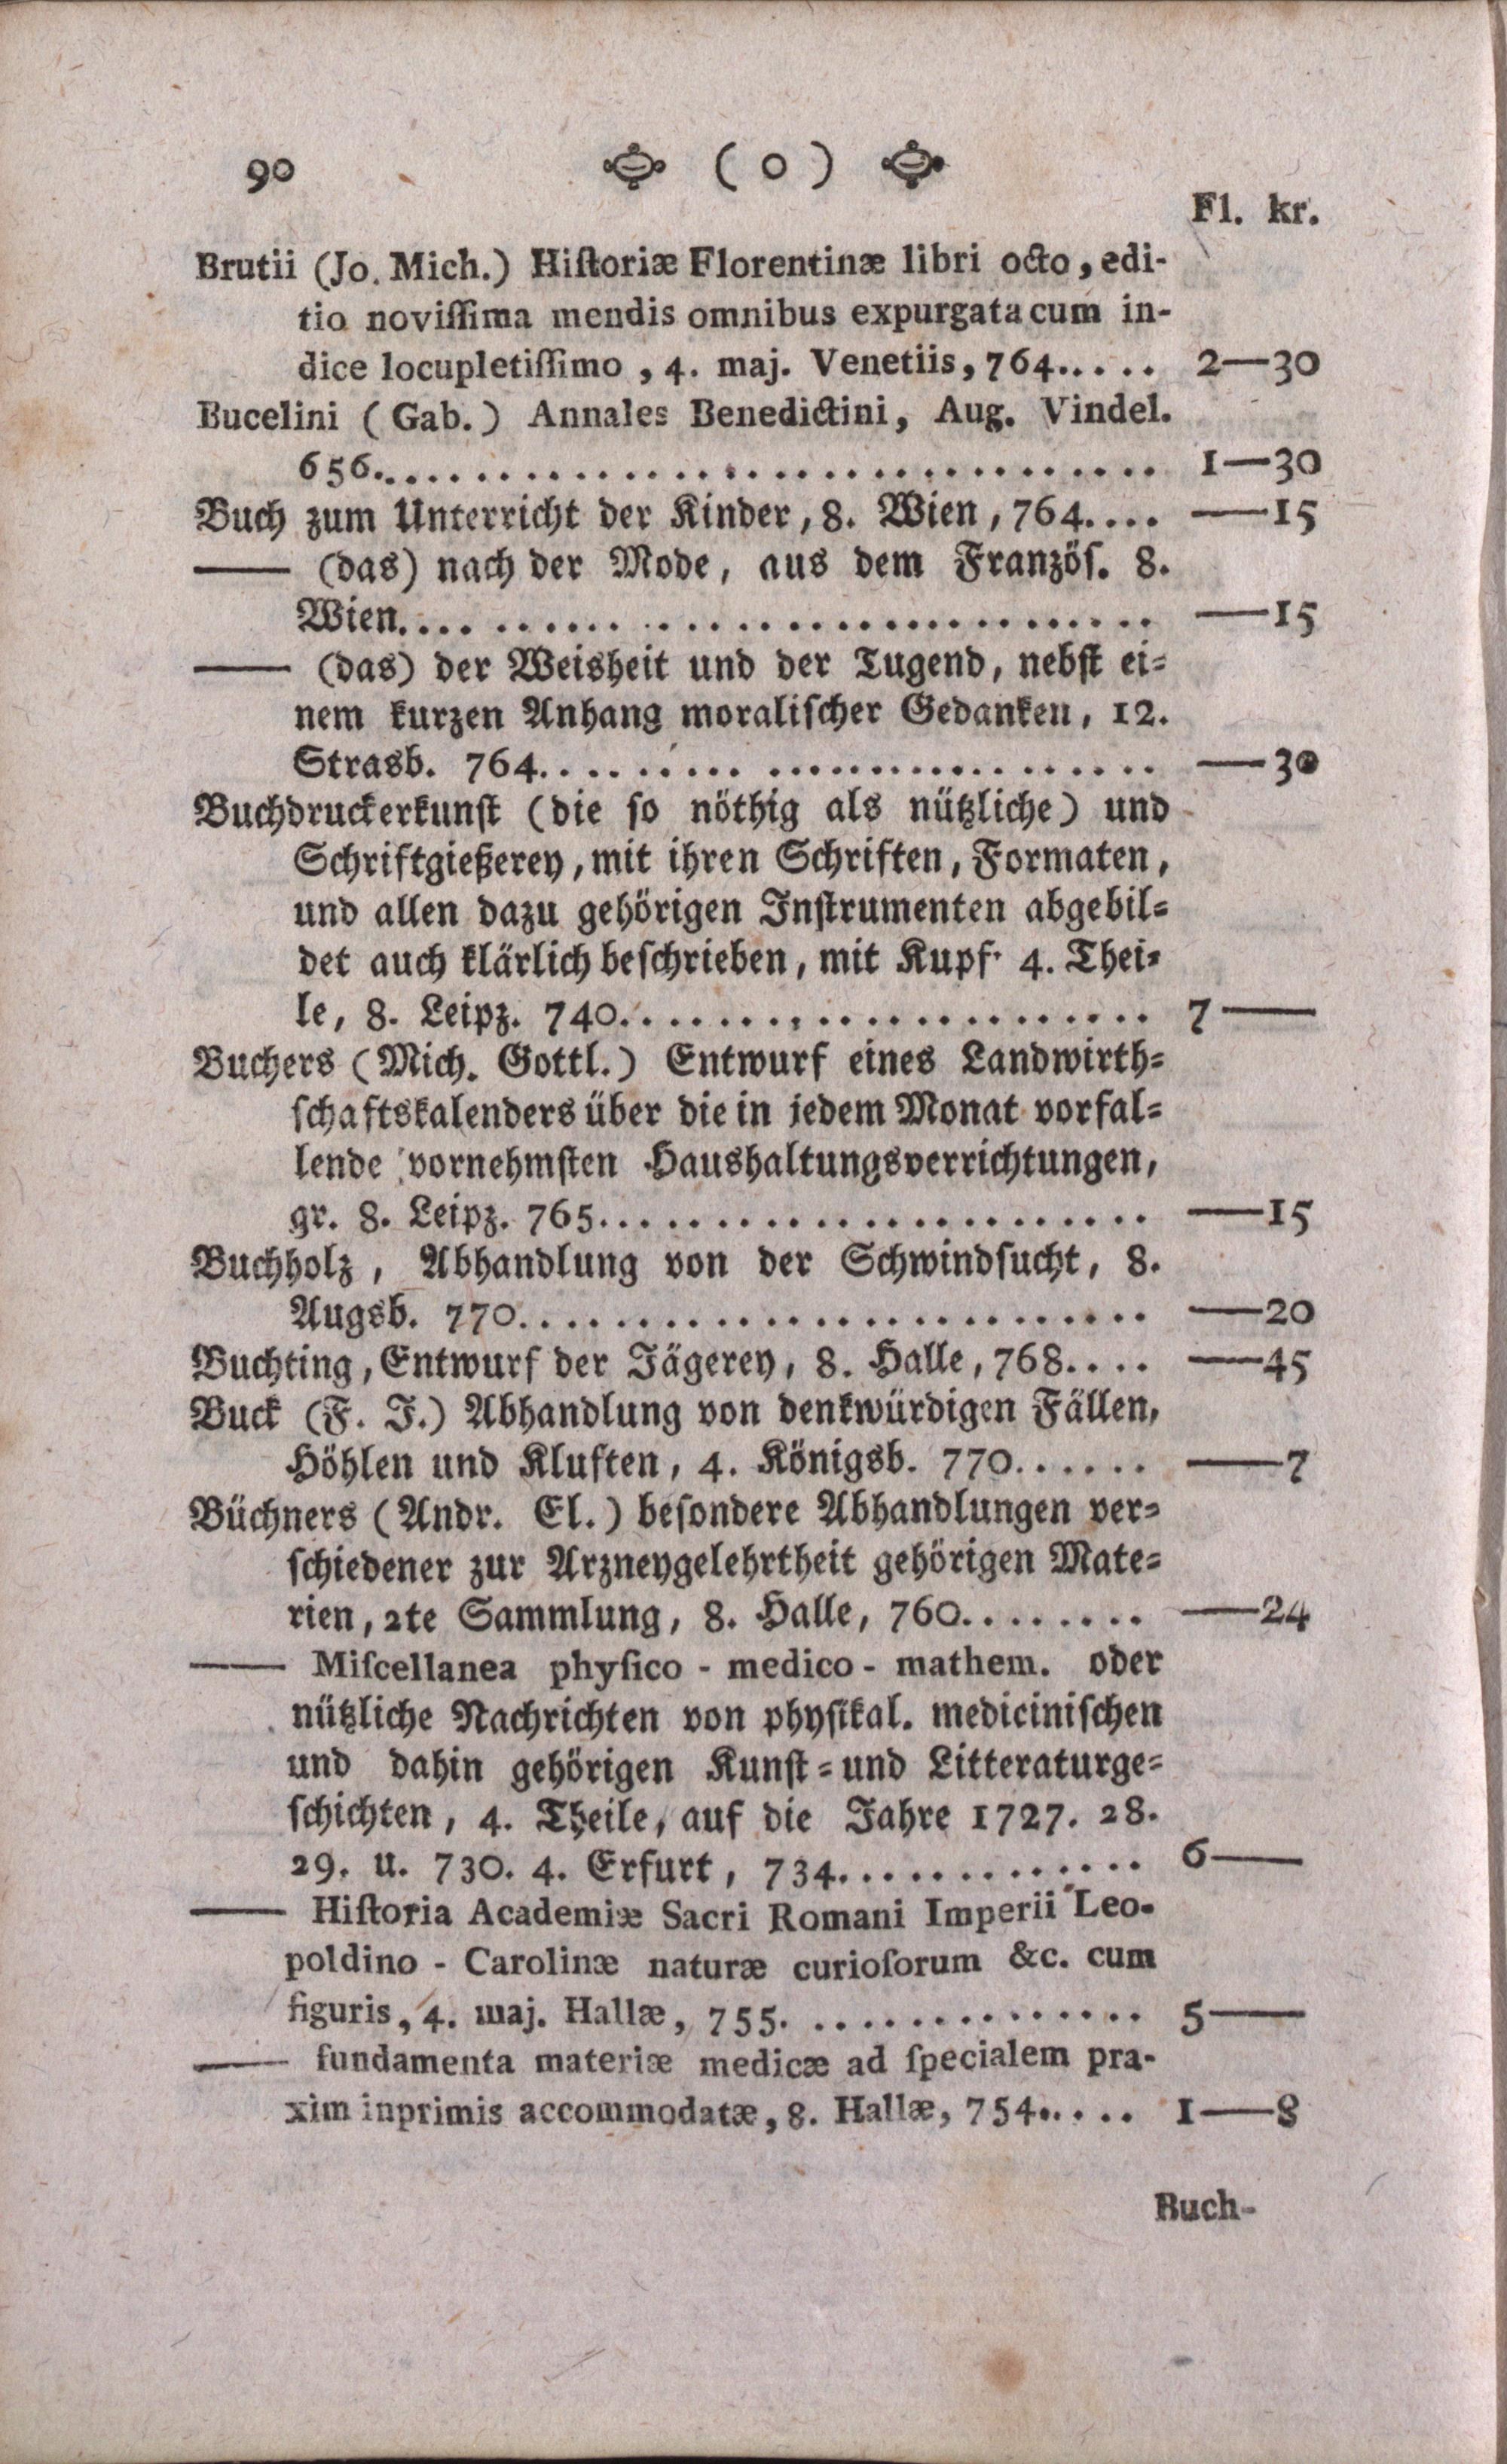 90 ( o )
Fl. kr.
Brutii (Jo. Mich.) Hiſtoriæ Florentinæ libri octo, edi-
tio noviſſima mendis omnibus expurgata cum in-
dice locupletiſſimo, 4. maj. Venetiis, 764..... 2—30
Bucelini (Gab.) Annales Benedictini, Aug. Vindel.
656................................ 1—30
Buch zum Unterricht der Kinder, 8. Wien, 764.... —15
—— (das) nach der Mode, aus dem Französ. 8.
Wien................................ —15
—— (das) der Weisheit und der Tugend, nebst ei=
nem kurzen Anhang moraliſcher Gedanken, 12.
Strasb. 764......................... —30
Buchdruckerkunſt (die ſo nöthig als nützliche) und
Schriftgießerey, mit ihren Schriften, Formaten,
und allen dazu gehörigen Inſtrumenten abgebil=
det auch klärlich beſchrieben, mit Kupf. 4. Thei=
le, 8. Leipz. 740...................... 7——
Buchers (Mich. Gottl.) Entwurf eines Landwirth=
ſchaftskalenders über die in jedem Monat vorfal=
lende vornehmſten Haushaltungsverrichtungen,
gr. 8. Leipz. 765....................... —15
Buchholz, Abhandlung von der Schwindſucht, 8.
Augsb. 770.......................... —20
Buchting, Entwurf der Jägerey, 8. Halle, 768.... —45
Buck (F. J.) Abhandlung von denkwürdigen Fällen,
Höhlen und Kluften, 4. Königsb. 770...... ——7
Büchners (Andr. El.) beſondere Abhandlungen ver=
ſchiedener zur Arzneygelehrtheit gehörigen Mate=
rien, 2te Sammlung, 8. Halle, 760........ —24
—— Miſcellanea phyſico - medico - mathem. oder
nützliche Nachrichten von phyſikal. mediciniſchen
und dahin gehörigen Kunſt = und Litteraturge=
ſchichten, 4. Theile, auf die Jahre 1727. 28.
29. u. 730. 4. Erfurt, 734............. 6——
—— Hiſtoria Academiæ Sacri Romani Imperii Leo-
poldino - Carolinæ naturæ curioſorum &c. cum
figuris, 4. maj. Hallæ, 755............... 5——
—— fundamenta materiæ medicæ ad ſpecialem pra-
xim inprimis accommodatæ, 8. Hallæ, 754..... 1—8
Buch-